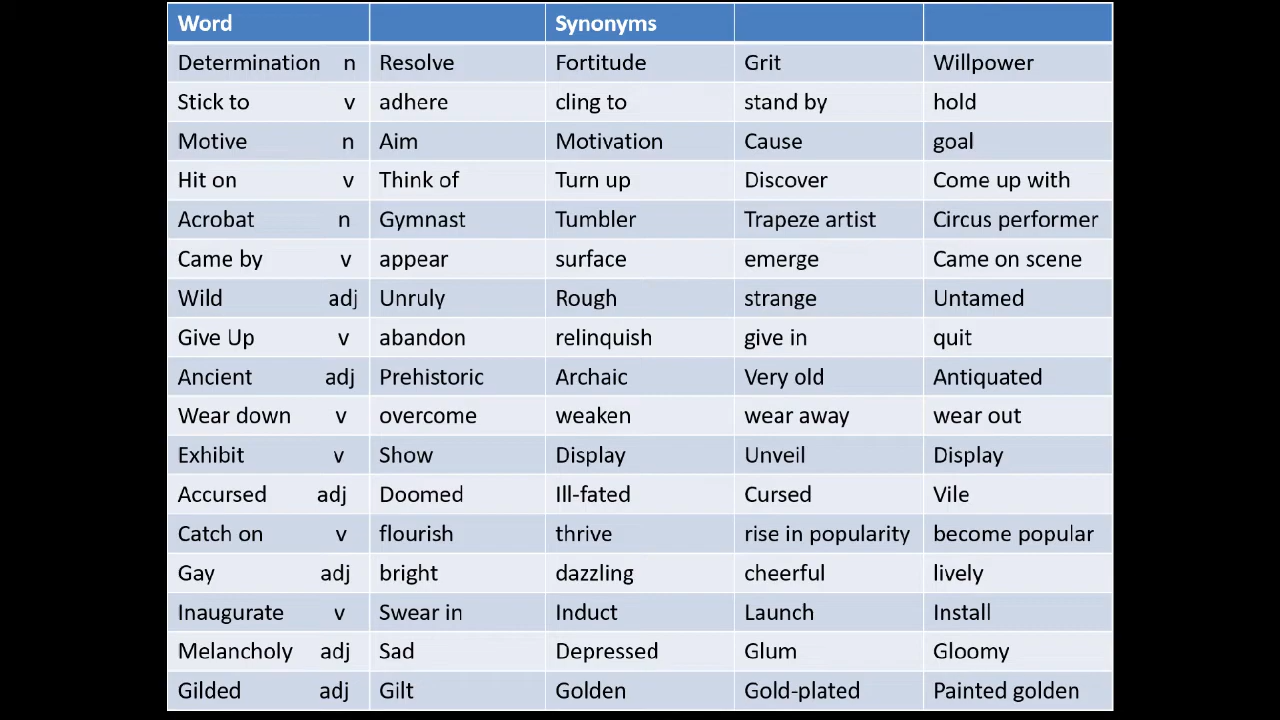 Word Synonyms
Determination n Resolve Fortitude Grit Willpower
Stick to v adhere cling to stand by hold
Motive n Aim Motivation Cause goal
Hit on v Think of Turn up Discover Come up with
Acrobat n Gymnast Tumbler Trapeze artist Circus performer
Came by v appear surface emerge Came on scene
Wild adj Unruly Rough strange Untamed
Give Up v abandon relinquish give in quit
Ancient adj Prehistoric Archaic Very old Antiquated
Wear down v overcome weaken wear away wear out
Exhibit v Show Display Unveil Display
Accursed adj Doomed Ill-fated Cursed Vile
Catch on v flourish thrive rise in popularity become popular
Gay adj bright dazzling cheerful lively
Inaugurate v Swear in Induct Launch Install
Melancholy adj Sad Depressed Glum Gloomy
Gilded adj Gilt Golden Gold-plated Painted golden